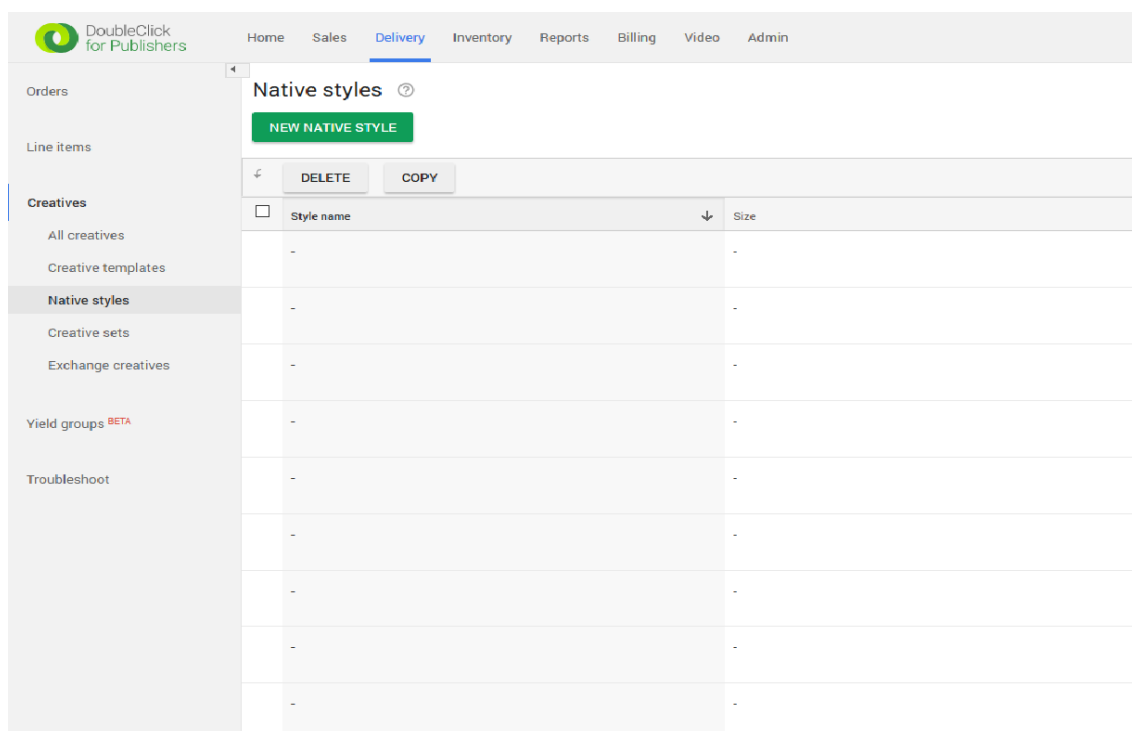 DoubleClick
for Publishers
Home Sales Delivery Inventory Reports Billing Video Admin
Orders
Line items
Creatives
All creatives
Creative templates
Native styles
Creative sets
Exchange creatives
Yield groups BETA
Troubleshoot
Native styles ?
NEW NATIVE STYLE
DELETE COPY
Style name Size
- -
- -
- -
- -
- -
- -
- -
- -
- -